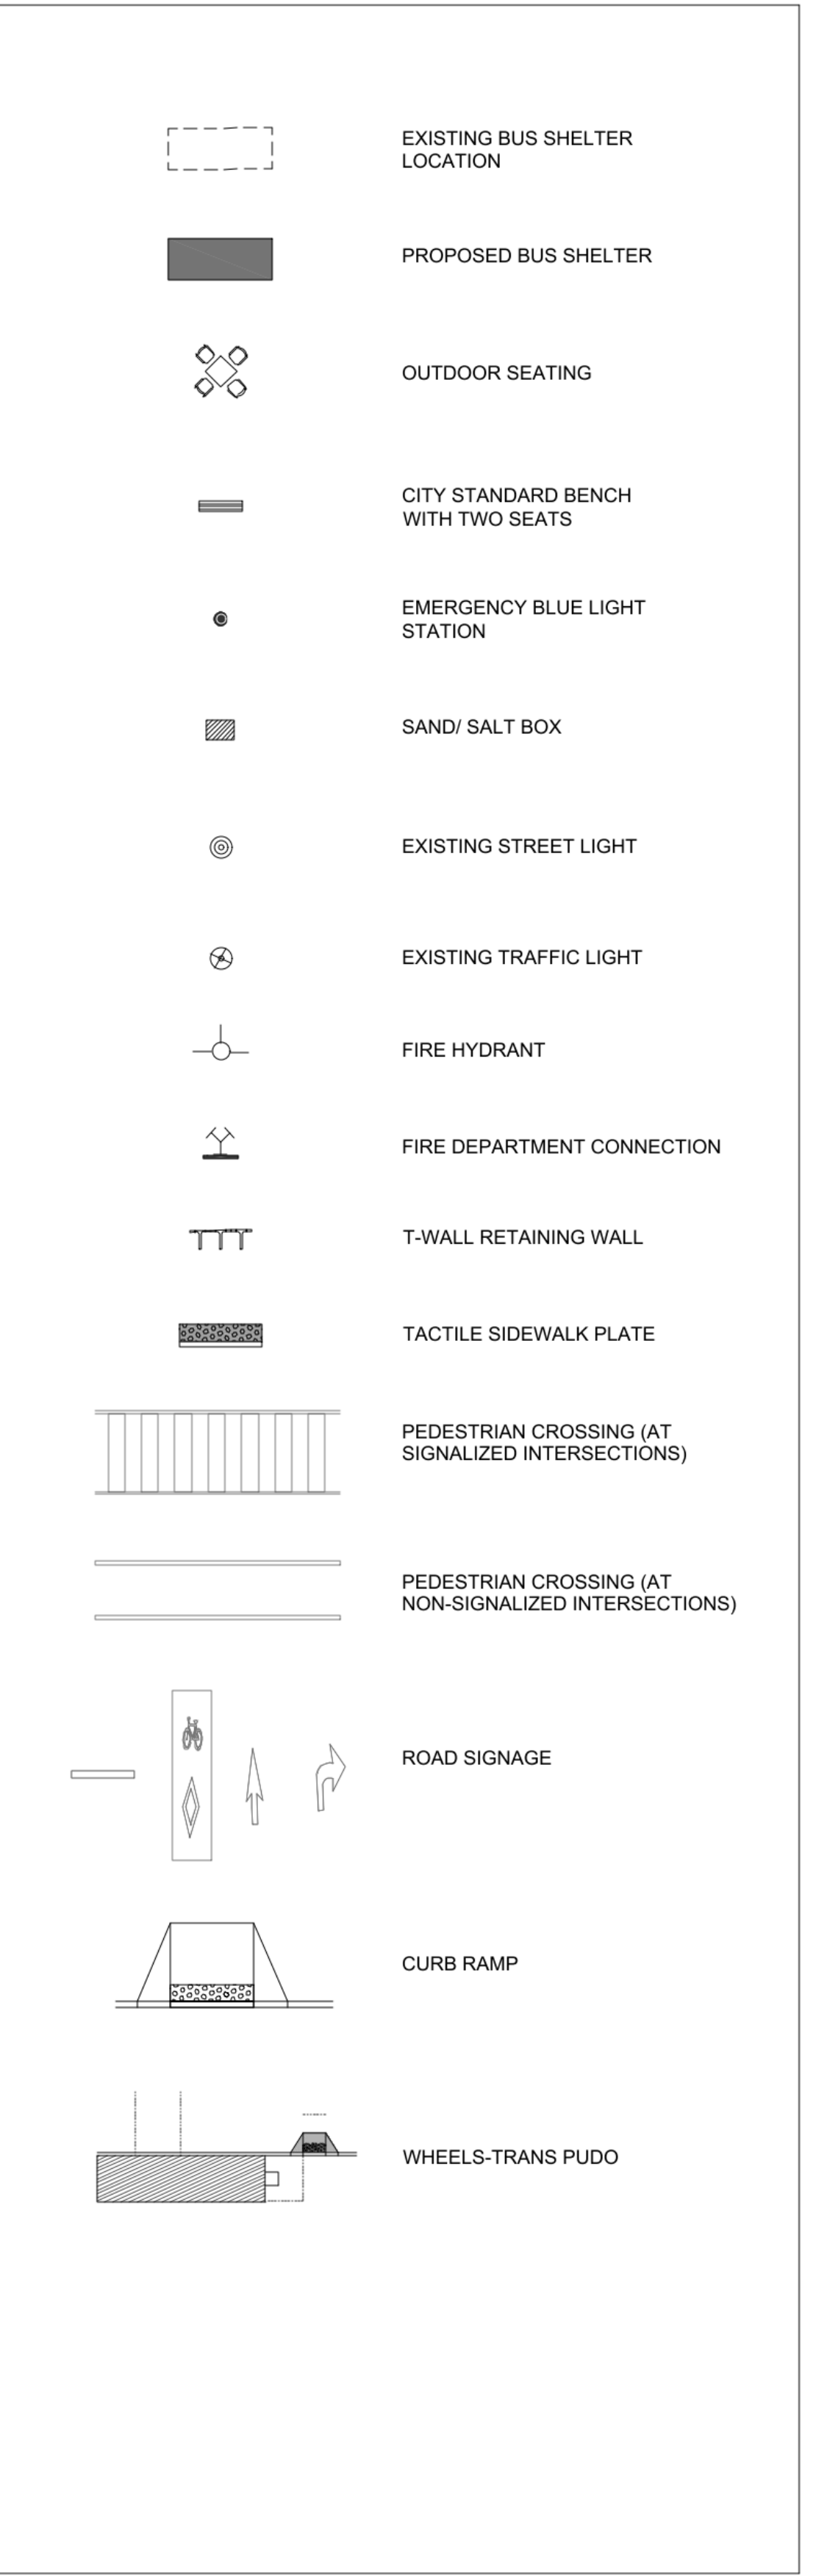 EXISTING BUS SHELTER
LOCATION
PROPOSED BUS SHELTER
OUTDOOR SEATING
CITY STANDARD BENCH
WITH TWO SEATS
EMERGENCY BLUE LIGHT
STATION
SAND/ SALT BOX
EXISTING STREET LIGHT
EXISTING TRAFFIC LIGHT
FIRE HYDRANT
FIRE DEPARTMENT CONNECTION
T-WALL RETAINING WALL
TACTILE SIDEWALK PLATE
PEDESTRIAN CROSSING (AT
SIGNALIZED INTERSECTIONS)
PEDESTRIAN CROSSING (AT
NON-SIGNALIZED INTERSECTIONS)
ROAD SIGNAGE
CURB RAMP
WHEELS-TRANS PUDO